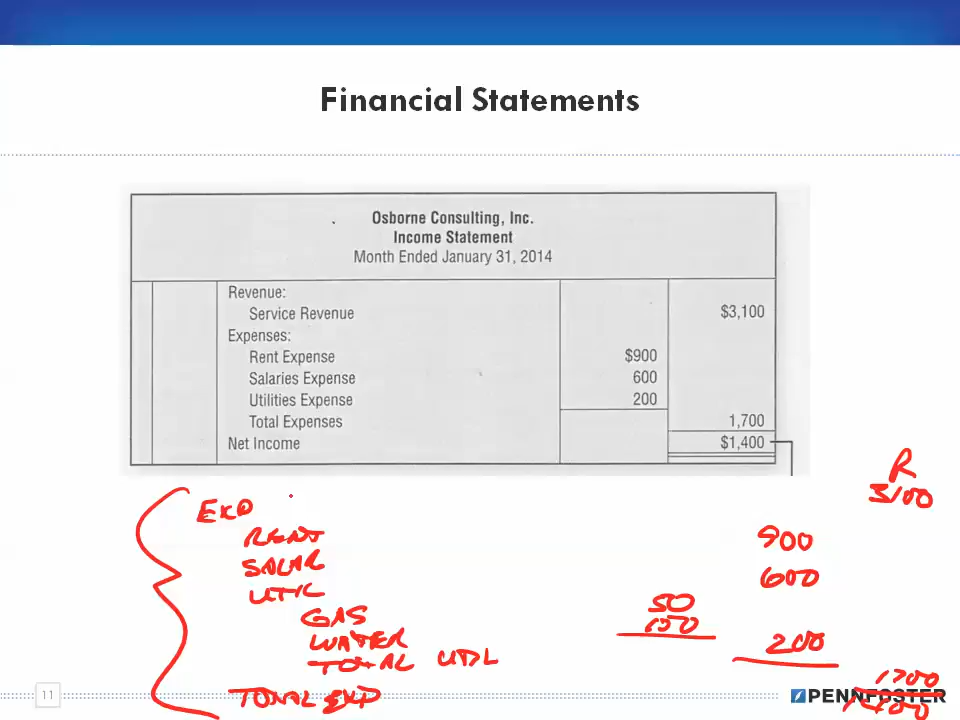 Financial Statements
Osborne Consulting, Inc.
Income Statement
Month Ended January 31, 2014
Revenue:
Service Revenue $3,100
Expenses:
Rent Expense $900
Salaries Expense 600
Utilities Expense 200
Total Expenses 1,700
Net Income $1,400
R
3100
EXP
RENT 900
SALAR 600
UTIL
GAS 50
WATER
TOTAL UTIL 200
TOTAL EXP 1700
1400
11
PENNFOSTER